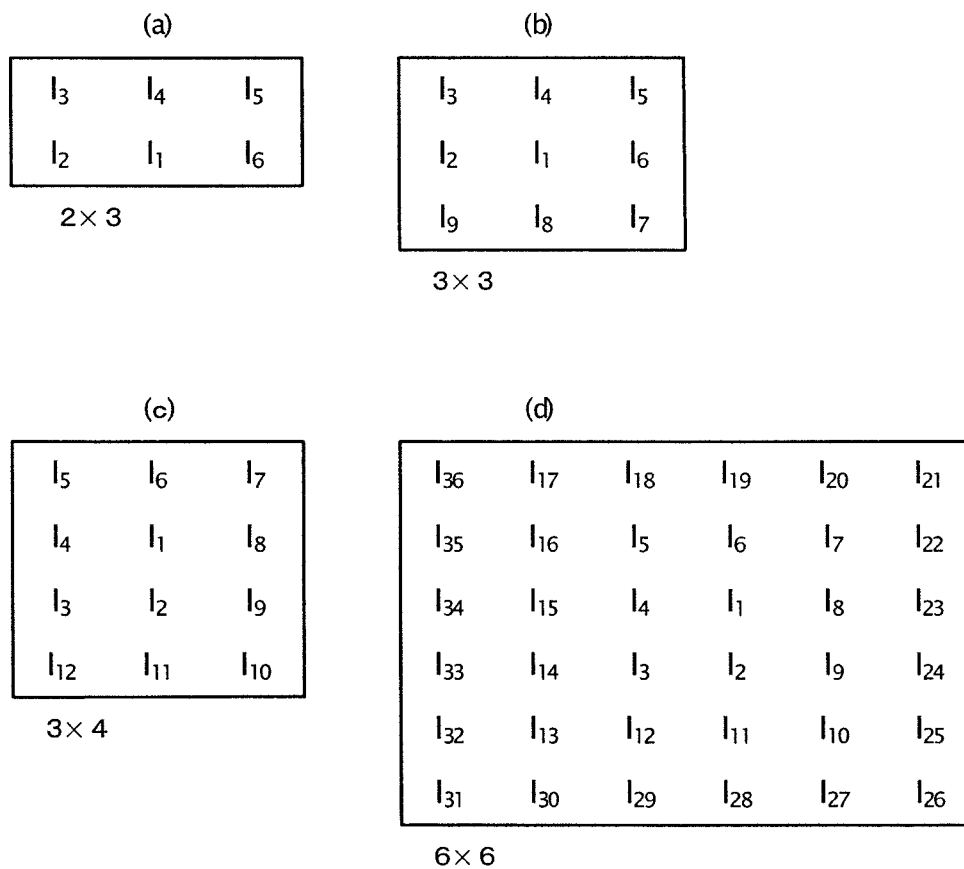 (a)
I₃ I₄ I₅
I₂ I₁ I₆
2×3
(b)
I₃ I₄ I₅
I₂ I₁ I₆
I₉ I₈ I₇
3×3
(c)
I₅ I₆ I₇
I₄ I₁ I₈
I₃ I₂ I₉
I₁₂ I₁₁ I₁₀
3×4
(d)
I₃₆ I₁₇ I₁₈ I₁₉ I₂₀ I₂₁
I₃₅ I₁₆ I₅ I₆ I₇ I₂₂
I₃₄ I₁₅ I₄ I₁ I₈ I₂₃
I₃₃ I₁₄ I₃ I₂ I₉ I₂₄
I₃₂ I₁₃ I₁₂ I₁₁ I₁₀ I₂₅
I₃₁ I₃₀ I₂₉ I₂₈ I₂₇ I₂₆
6×6